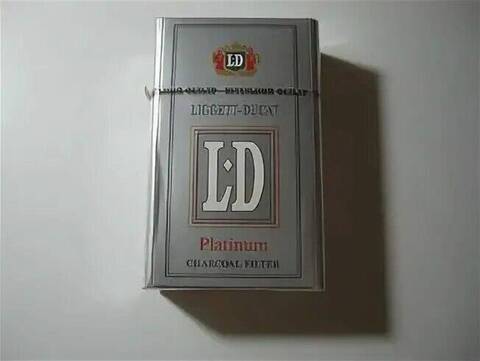 LD
LIGGETT-DUCAT
L·D
Platinum
CHARCOAL FILTER